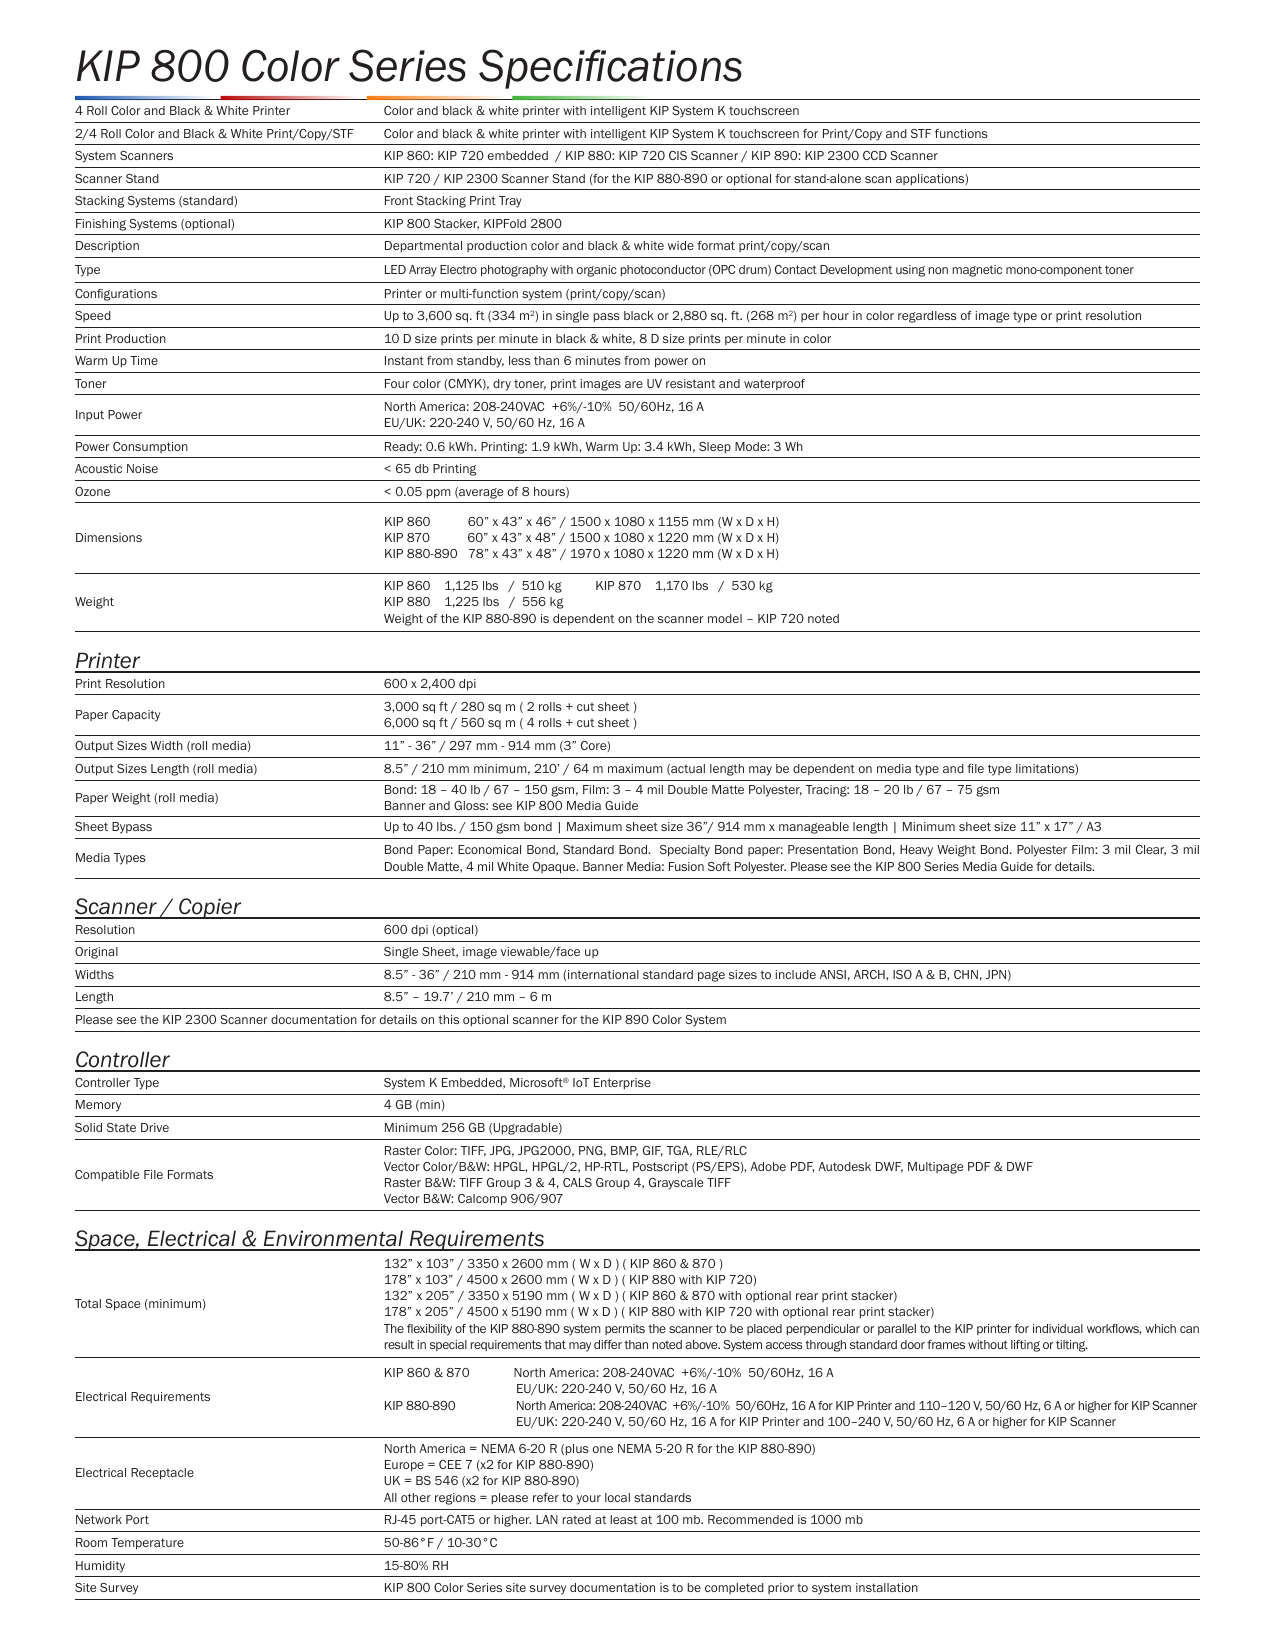 KIP 800 Color Series Specifications
4 Roll Color and Black & White Printer Color and black & white printer with intelligent KIP System K touchscreen
2/4 Roll Color and Black & White Print/Copy/STF Color and black & white printer with intelligent KIP System K touchscreen for Print/Copy and STF functions
System Scanners KIP 860: KIP 720 embedded / KIP 880: KIP 720 CIS Scanner / KIP 890: KIP 2300 CCD Scanner
Scanner Stand KIP 720 / KIP 2300 Scanner Stand (for the KIP 880-890 or optional for stand-alone scan applications)
Stacking Systems (standard) Front Stacking Print Tray
Finishing Systems (optional) KIP 800 Stacker, KIPFold 2800
Description Departmental production color and black & white wide format print/copy/scan
Type LED Array Electro photography with organic photoconductor (OPC drum) Contact Development using non magnetic mono-component toner
Configurations Printer or multi-function system (print/copy/scan)
Speed Up to 3,600 sq. ft (334 m²) in single pass black or 2,880 sq. ft. (268 m²) per hour in color regardless of image type or print resolution
Print Production 10 D size prints per minute in black & white, 8 D size prints per minute in color
Warm Up Time Instant from standby, less than 6 minutes from power on
Toner Four color (CMYK), dry toner, print images are UV resistant and waterproof
Input Power North America: 208-240VAC +6%/-10% 50/60Hz, 16 A
EU/UK: 220-240 V, 50/60 Hz, 16 A
Power Consumption Ready: 0.6 kWh. Printing: 1.9 kWh, Warm Up: 3.4 kWh, Sleep Mode: 3 Wh
Acoustic Noise < 65 db Printing
Ozone < 0.05 ppm (average of 8 hours)
Dimensions
KIP 860 60” x 43” x 46” / 1500 x 1080 x 1155 mm (W x D x H)
KIP 870 60” x 43” x 48” / 1500 x 1080 x 1220 mm (W x D x H)
KIP 880-890 78” x 43” x 48” / 1970 x 1080 x 1220 mm (W x D x H)
Weight
KIP 860 1,125 lbs / 510 kg KIP 870 1,170 lbs / 530 kg
KIP 880 1,225 lbs / 556 kg
Weight of the KIP 880-890 is dependent on the scanner model – KIP 720 noted
Printer
Print Resolution 600 x 2,400 dpi
Paper Capacity
3,000 sq ft / 280 sq m ( 2 rolls + cut sheet )
6,000 sq ft / 560 sq m ( 4 rolls + cut sheet )
Output Sizes Width (roll media) 11” - 36” / 297 mm - 914 mm (3” Core)
Output Sizes Length (roll media) 8.5” / 210 mm minimum, 210’ / 64 m maximum (actual length may be dependent on media type and file type limitations)
Paper Weight (roll media)
Bond: 18 – 40 lb / 67 – 150 gsm, Film: 3 – 4 mil Double Matte Polyester, Tracing: 18 – 20 lb / 67 – 75 gsm
Banner and Gloss: see KIP 800 Media Guide
Sheet Bypass Up to 40 lbs. / 150 gsm bond | Maximum sheet size 36”/ 914 mm x manageable length | Minimum sheet size 11” x 17” / A3
Media Types
Bond Paper: Economical Bond, Standard Bond. Specialty Bond paper: Presentation Bond, Heavy Weight Bond. Polyester Film: 3 mil Clear, 3 mil
Double Matte, 4 mil White Opaque. Banner Media: Fusion Soft Polyester. Please see the KIP 800 Series Media Guide for details.
Scanner / Copier
Resolution 600 dpi (optical)
Original Single Sheet, image viewable/face up
Widths 8.5” - 36” / 210 mm - 914 mm (international standard page sizes to include ANSI, ARCH, ISO A & B, CHN, JPN)
Length 8.5” – 19.7’ / 210 mm – 6 m
Please see the KIP 2300 Scanner documentation for details on this optional scanner for the KIP 890 Color System
Controller
Controller Type System K Embedded, Microsoft® IoT Enterprise
Memory 4 GB (min)
Solid State Drive Minimum 256 GB (Upgradable)
Compatible File Formats
Raster Color: TIFF, JPG, JPG2000, PNG, BMP, GIF, TGA, RLE/RLC
Vector Color/B&W: HPGL, HPGL/2, HP-RTL, Postscript (PS/EPS), Adobe PDF, Autodesk DWF, Multipage PDF & DWF
Raster B&W: TIFF Group 3 & 4, CALS Group 4, Grayscale TIFF
Vector B&W: Calcomp 906/907
Space, Electrical & Environmental Requirements
Total Space (minimum)
132” x 103” / 3350 x 2600 mm ( W x D ) ( KIP 860 & 870 )
178” x 103” / 4500 x 2600 mm ( W x D ) ( KIP 880 with KIP 720)
132” x 205” / 3350 x 5190 mm ( W x D ) ( KIP 860 & 870 with optional rear print stacker)
178” x 205” / 4500 x 5190 mm ( W x D ) ( KIP 880 with KIP 720 with optional rear print stacker)
The flexibility of the KIP 880-890 system permits the scanner to be placed perpendicular or parallel to the KIP printer for individual workflows, which can
result in special requirements that may differ than noted above. System access through standard door frames without lifting or tilting.
Electrical Requirements
KIP 860 & 870 North America: 208-240VAC +6%/-10% 50/60Hz, 16 A
EU/UK: 220-240 V, 50/60 Hz, 16 A
KIP 880-890 North America: 208-240VAC +6%/-10% 50/60Hz, 16 A for KIP Printer and 110–120 V, 50/60 Hz, 6 A or higher for KIP Scanner
EU/UK: 220-240 V, 50/60 Hz, 16 A for KIP Printer and 100–240 V, 50/60 Hz, 6 A or higher for KIP Scanner
Electrical Receptacle
North America = NEMA 6-20 R (plus one NEMA 5-20 R for the KIP 880-890)
Europe = CEE 7 (x2 for KIP 880-890)
UK = BS 546 (x2 for KIP 880-890)
All other regions = please refer to your local standards
Network Port RJ-45 port-CAT5 or higher. LAN rated at least at 100 mb. Recommended is 1000 mb
Room Temperature 50-86°F / 10-30°C
Humidity 15-80% RH
Site Survey KIP 800 Color Series site survey documentation is to be completed prior to system installation